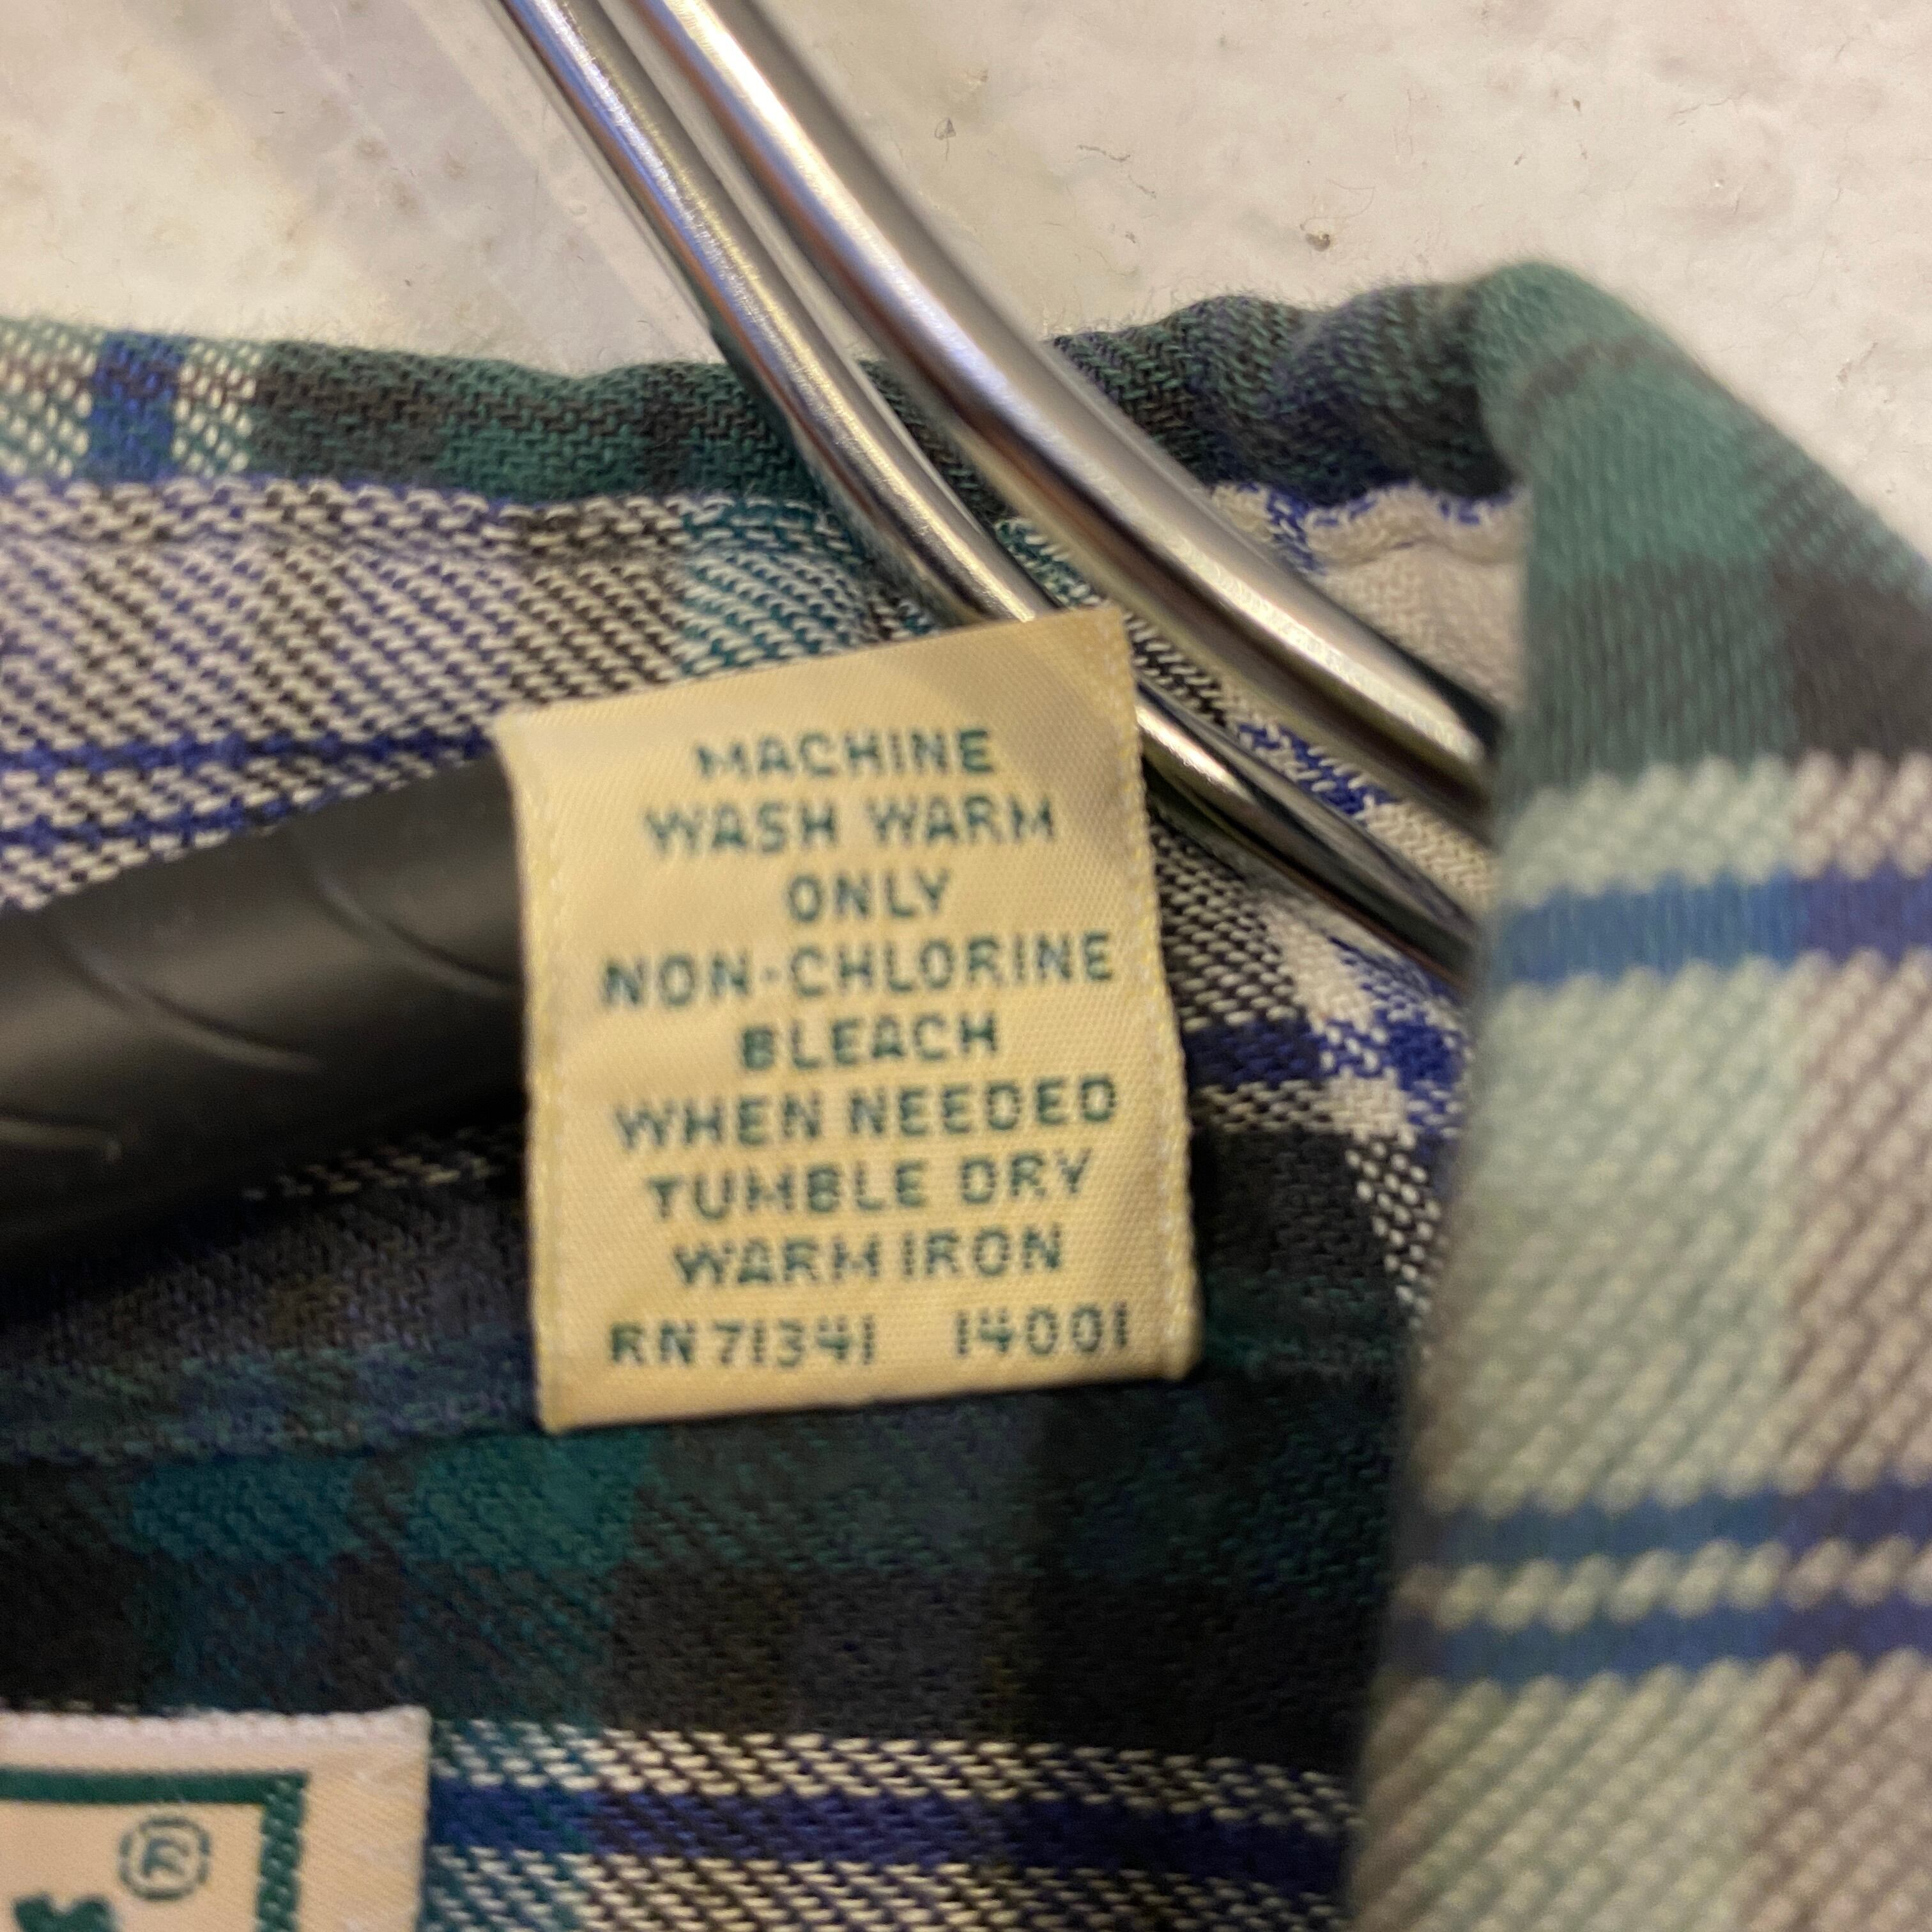 MACHINE
WASH WARM
ONLY
NON-CHLORINE
BLEACH
WHEN NEEDED
TUMBLE DRY
WARM IRON
RN 71341 14001
®